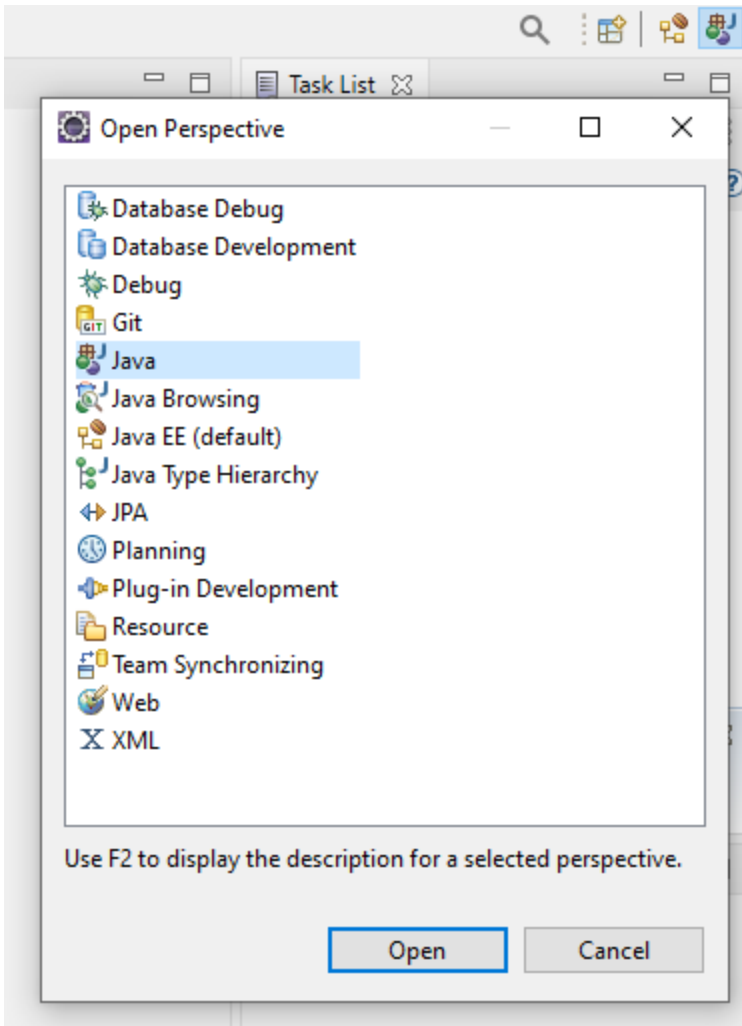 Task List
Open Perspective
Database Debug
Database Development
Debug
GIT Git
Java
Java Browsing
Java EE (default)
Java Type Hierarchy
JPA
Planning
Plug-in Development
Resource
Team Synchronizing
Web
X XML
Use F2 to display the description for a selected perspective.
Open Cancel